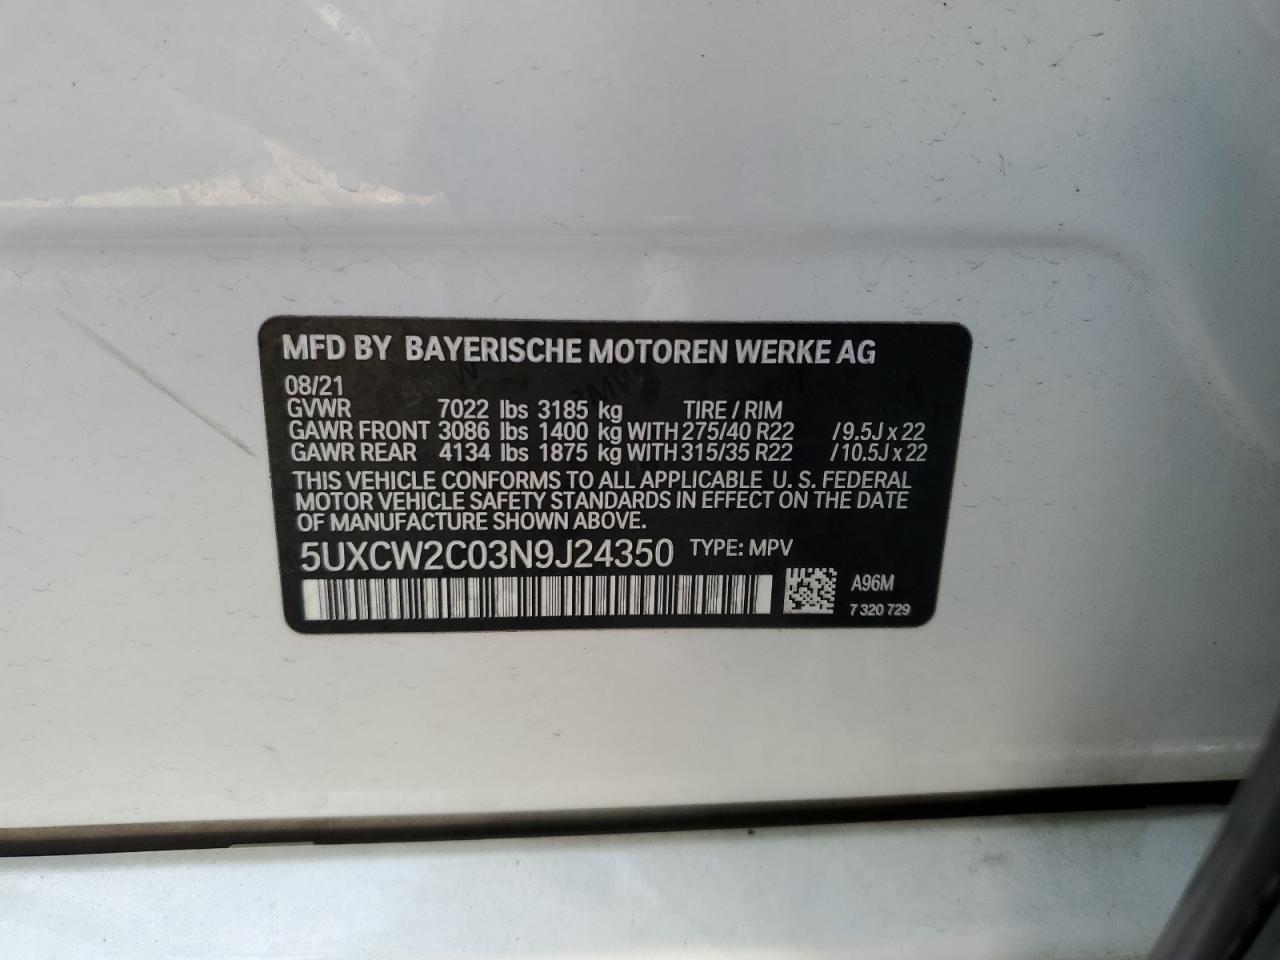 MFD BY BAYERISCHE MOTOREN WERKE AG
08/21
GVWR 7022 lbs 3185 kg TIRE / RIM
GAWR FRONT 3086 lbs 1400 kg WITH 275/40 R22 /9.5J x 22
GAWR REAR 4134 lbs 1875 kg WITH 315/35 R22 /10.5J x 22
THIS VEHICLE CONFORMS TO ALL APPLICABLE U. S. FEDERAL
MOTOR VEHICLE SAFETY STANDARDS IN EFFECT ON THE DATE
OF MANUFACTURE SHOWN ABOVE.
5UXCW2C03N9J24350 TYPE: MPV
A96M
7 320 729